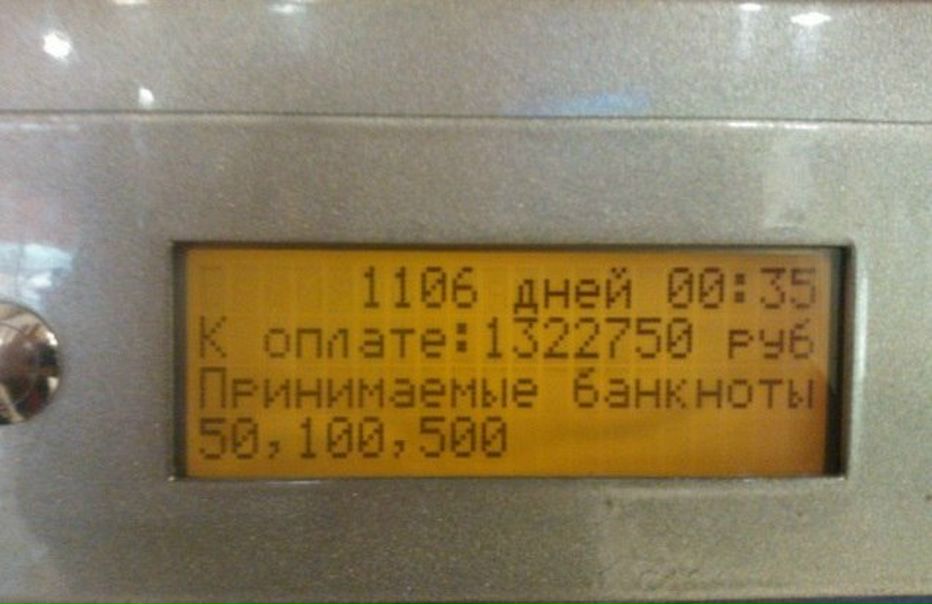 1106 дней 00:35
К оплате:1322750 руб
Принимаемые банкноты
50,100,500